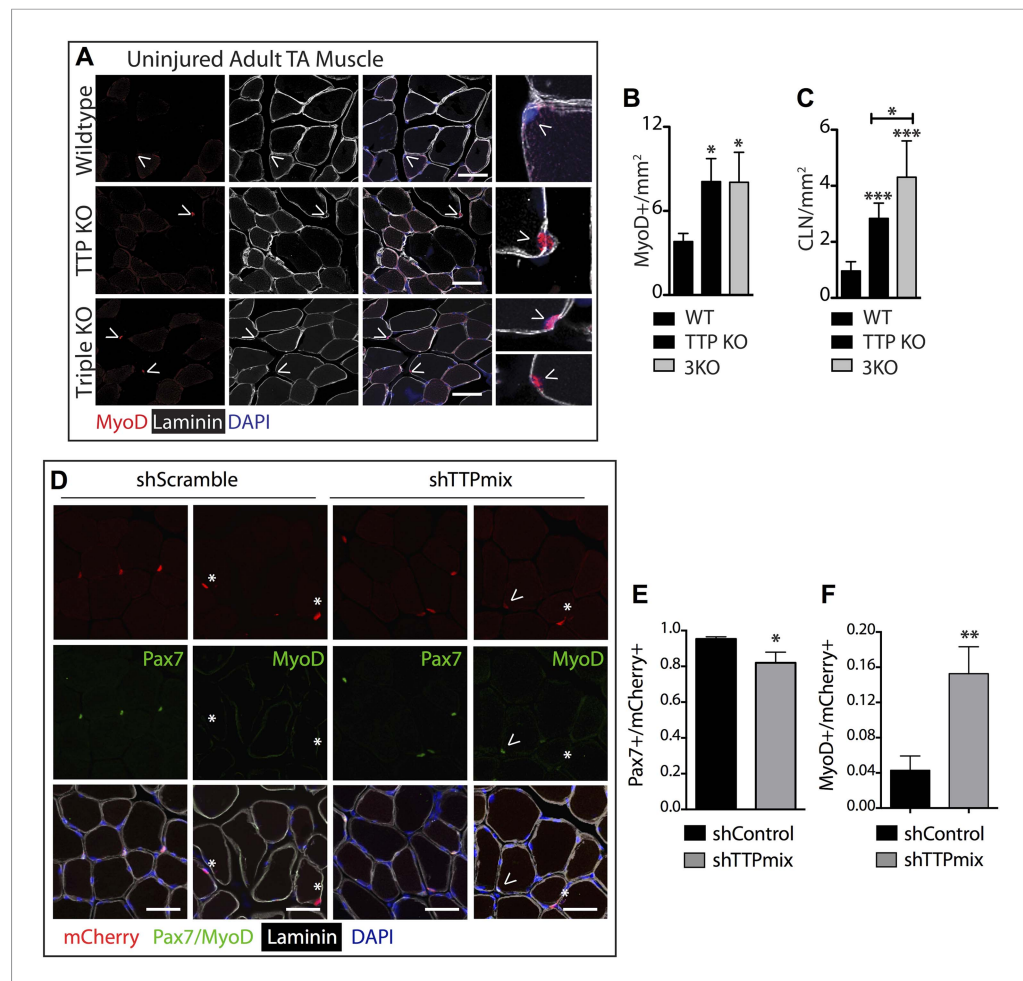 A
Uninjured Adult TA Muscle
Wildtype
TTP KO
Triple KO
MyoD Laminin DAPI
B
MyoD+/mm²
12
6
0
* *
WT
TTP KO
3KO
C
CLN/mm²
6
4
2
0
*
*** ***
WT
TTP KO
3KO
D
shScramble shTTPmix
* *
*
Pax7 MyoD Pax7 MyoD
* *
*
* *
*
mCherry Pax7/MyoD Laminin DAPI
E
Pax7+/mCherry+
1.0
0.8
0.6
0.4
0.2
0.0
*
shControl
shTTPmix
F
MyoD+/mCherry+
0.20
0.16
0.12
0.08
0.04
0.00
**
shControl
shTTPmix